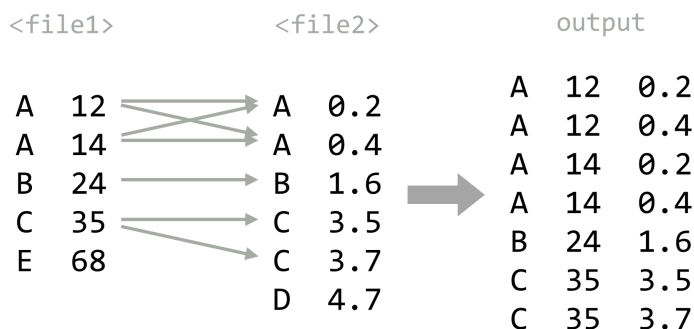 <file1>
A 12
A 14
B 24
C 35
E 68
<file2>
A 0.2
A 0.4
B 1.6
C 3.5
C 3.7
D 4.7
output
A 12 0.2
A 12 0.4
A 14 0.2
A 14 0.4
B 24 1.6
C 35 3.5
C 35 3.7